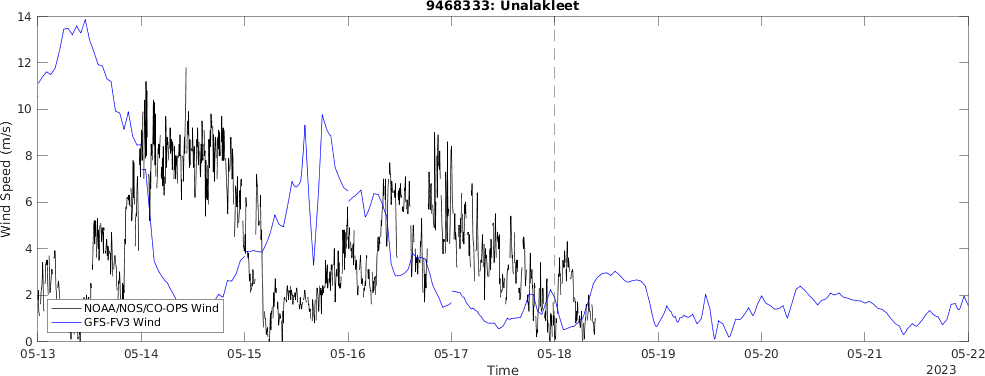 9468333: Unalakleet
14
12
10
8
6
4
2
0
Wind Speed (m/s)
NOAA/NOS/CO-OPS Wind
GFS-FV3 Wind
05-13 05-14 05-15 05-16 05-17 05-18 05-19 05-20 05-21 05-22
Time
2023